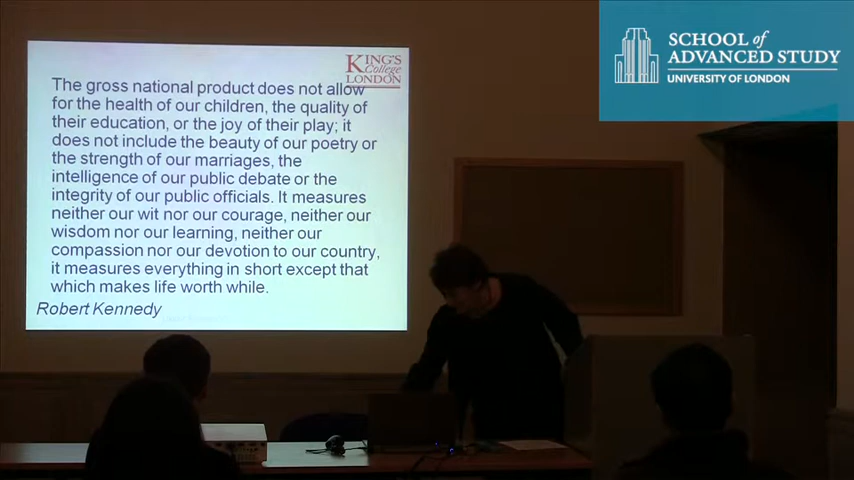 KING'S
College
LONDON
The gross national product does not allow
for the health of our children, the quality of
their education, or the joy of their play; it
does not include the beauty of our poetry or
the strength of our marriages, the
intelligence of our public debate or the
integrity of our public officials. It measures
neither our wit nor our courage, neither our
wisdom nor our learning, neither our
compassion nor our devotion to our country,
it measures everything in short except that
which makes life worth while.
Robert Kennedy
SCHOOL of
ADVANCED STUDY
UNIVERSITY OF LONDON